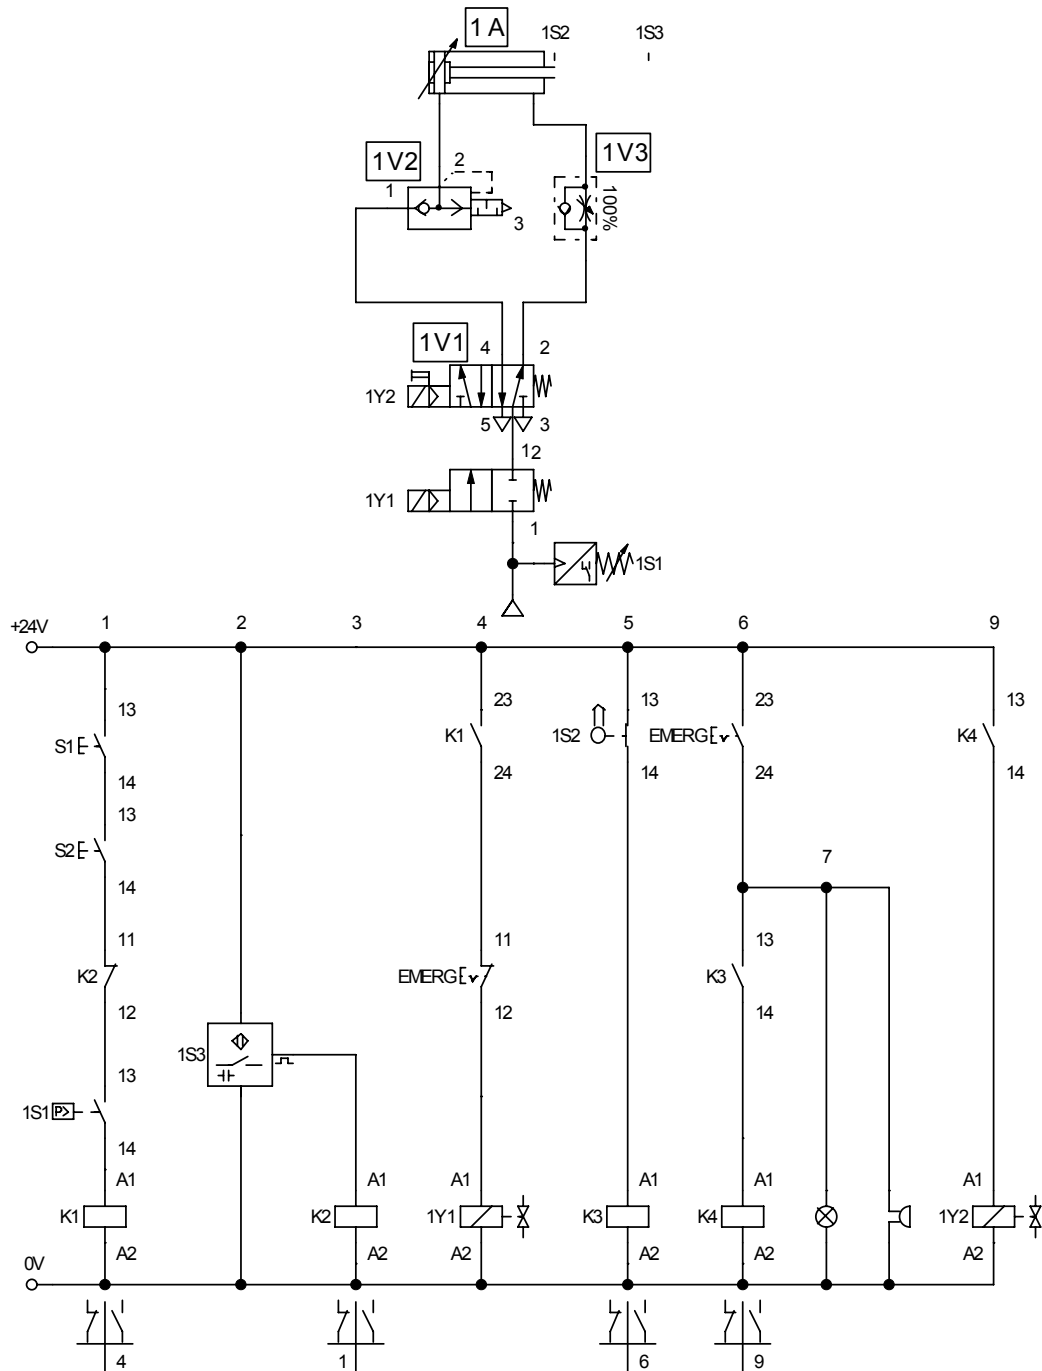 1A
1S2 1S3
1V2 1V3
1 2
3
100%
1V1 4 2
1Y2
5 3
1 2
1Y1
1
1S1
+24V 1 2 3 4 5 6 9
13 23 13 23 13
S1 K1 1S2 EMERG K4
14 24 14 24 14
13
S2 7
14
11 11 13
K2 EMERG K3
12 12 14
1S3
13
1S1 P>
14
A1 A1 A1 A1 A1 A1
K1 K2 1Y1 K3 K4 1Y2
A2 A2 A2 A2 A2 A2
0V
4 1 6 9